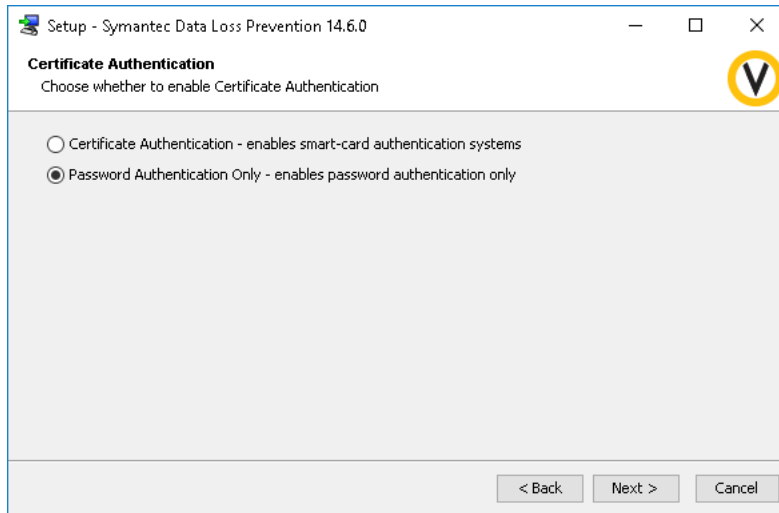 Setup - Symantec Data Loss Prevention 14.6.0
Certificate Authentication
Choose whether to enable Certificate Authentication
Certificate Authentication - enables smart-card authentication systems
Password Authentication Only - enables password authentication only
< Back Next > Cancel